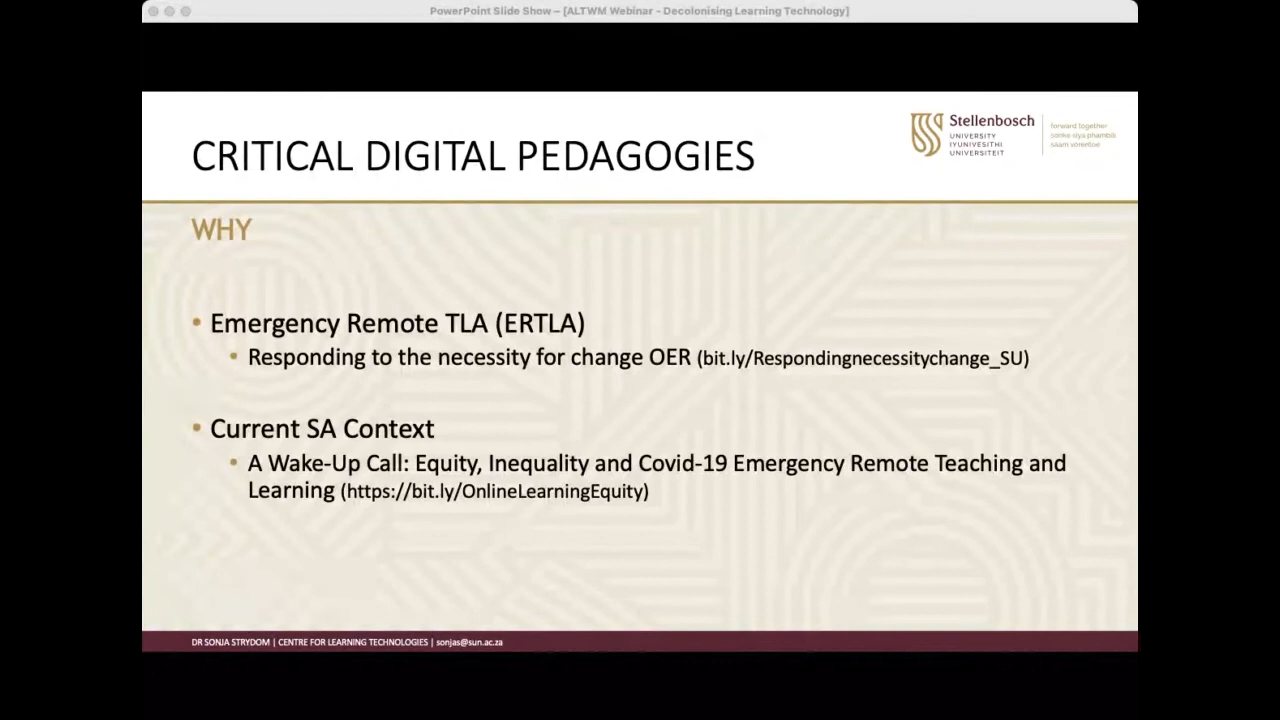 PowerPoint Slide Show – [ALTWM Webinar - Decolonising Learning Technology]
CRITICAL DIGITAL PEDAGOGIES
Stellenbosch
UNIVERSITY
IYUNIVESITHI
UNIVERSITEIT
forward together
sonke siya phambili
saam vorentoe
WHY
• Emergency Remote TLA (ERTLA)
• Responding to the necessity for change OER (bit.ly/Respondingnecessitychange_SU)
• Current SA Context
• A Wake-Up Call: Equity, Inequality and Covid-19 Emergency Remote Teaching and
Learning (https://bit.ly/OnlineLearningEquity)
DR SONJA STRYDOM | CENTRE FOR LEARNING TECHNOLOGIES | sonjas@sun.ac.za